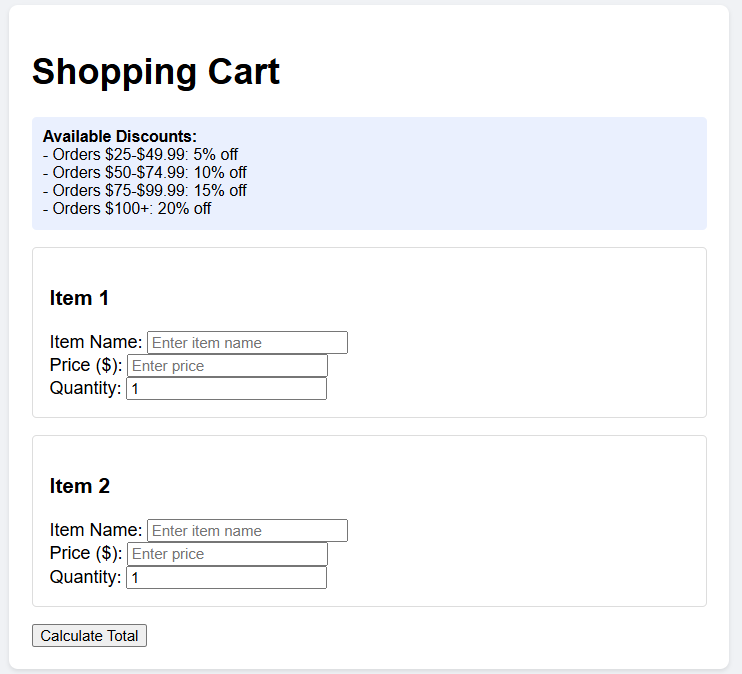 Shopping Cart
Available Discounts:
- Orders $25-$49.99: 5% off
- Orders $50-$74.99: 10% off
- Orders $75-$99.99: 15% off
- Orders $100+: 20% off
Item 1
Item Name: Enter item name
Price ($): Enter price
Quantity: 1
Item 2
Item Name: Enter item name
Price ($): Enter price
Quantity: 1
Calculate Total